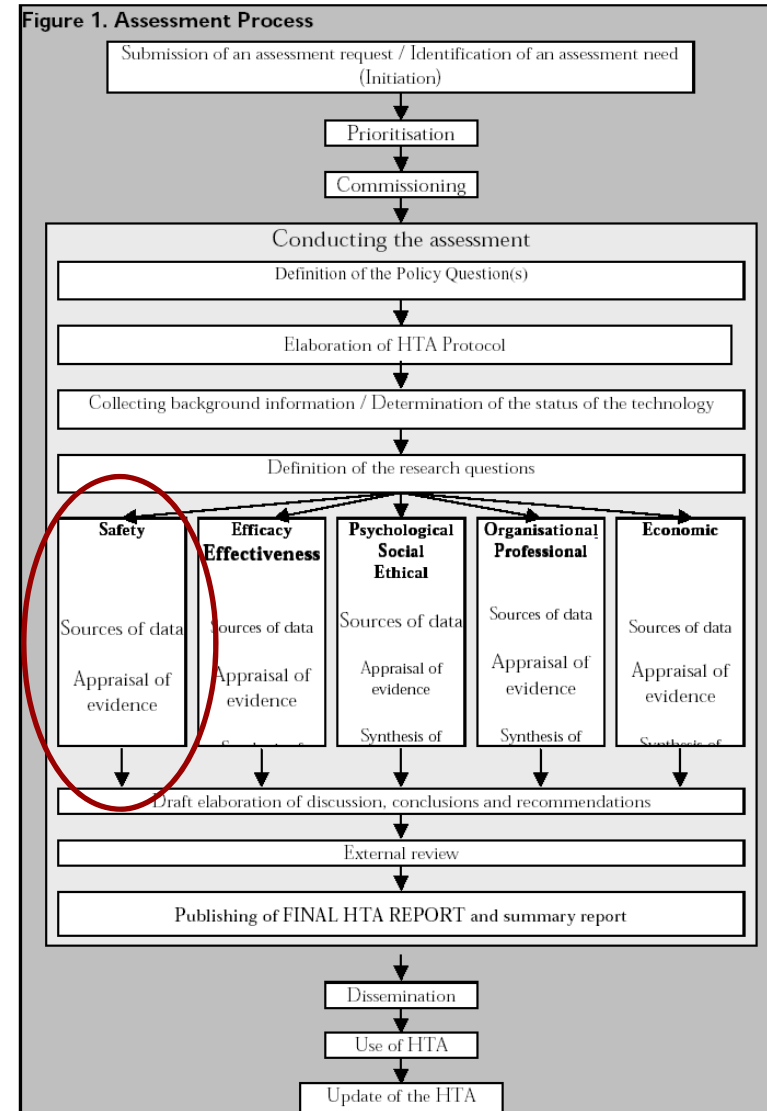 Figure 1. Assessment Process
Submission of an assessment request / Identification of an assessment need
(Initiation)
Prioritisation
Commissioning
Conducting the assessment
Definition of the Policy Question(s)
Elaboration of HTA Protocol
Collecting background information / Determination of the status of the technology
Definition of the research questions
Safety
Sources of data
Appraisal of
evidence
Efficacy
Effectiveness
Sources of data
Appraisal of
evidence
Psychological
Social
Ethical
Sources of data
Appraisal of
evidence
Synthesis of
Organisational
Professional
Sources of data
Appraisal of
evidence
Synthesis of
Economic
Sources of data
Appraisal of
evidence
Synthesis of
Draft elaboration of discussion, conclusions and recommendations
External review
Publishing of FINAL HTA REPORT and summary report
Dissemination
Use of HTA
Update of the HTA